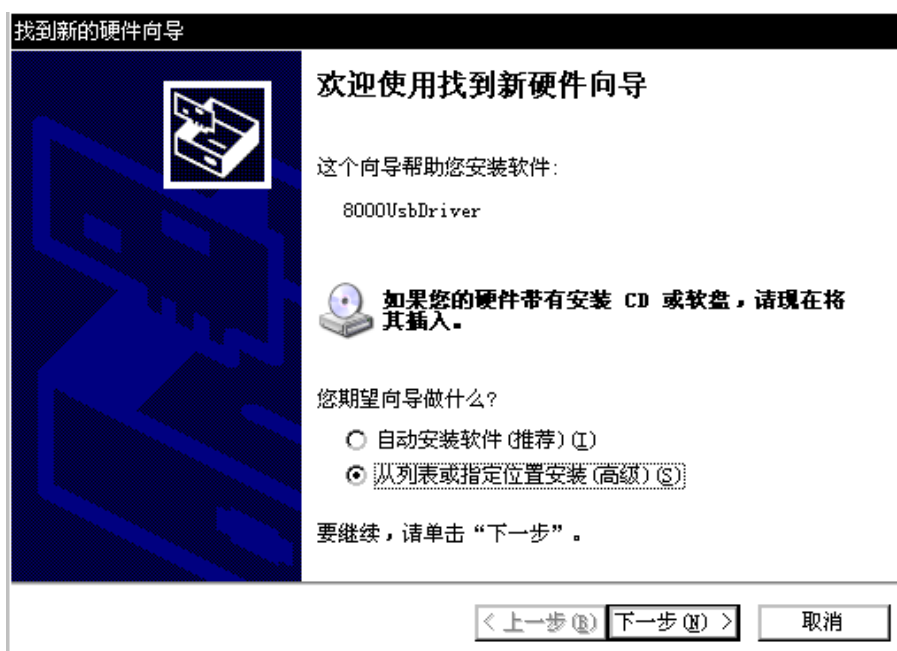 找到新的硬件向导
欢迎使用找到新硬件向导
这个向导帮助您安装软件:
8000UsbDriver
如果您的硬件带有安装 CD 或软盘，请现在将
其插入。
您期望向导做什么?
自动安装软件(推荐)(I)
从列表或指定位置安装(高级)(S)
要继续，请单击“下一步”。
< 上一步(B) 下一步(N) > 取消